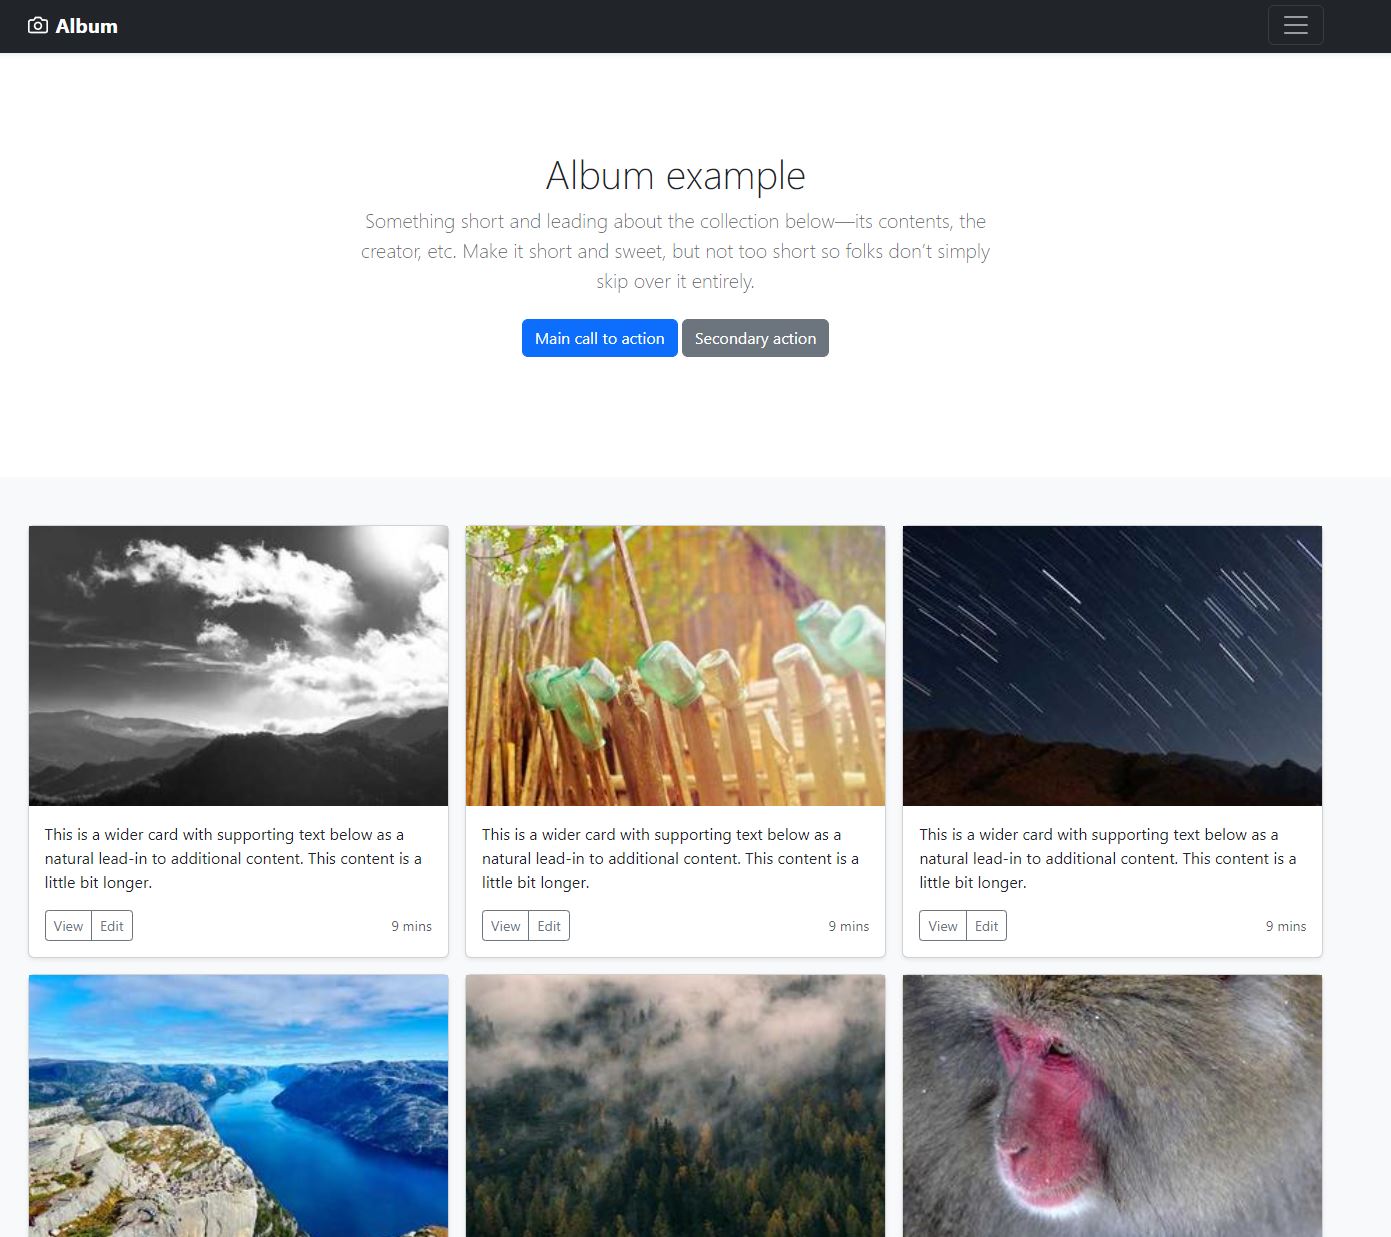 Album
Album example
Something short and leading about the collection below—its contents, the
creator, etc. Make it short and sweet, but not too short so folks don’t simply
skip over it entirely.
Main call to action Secondary action
This is a wider card with supporting text below as a
natural lead-in to additional content. This content is a
little bit longer.
View Edit 9 mins
This is a wider card with supporting text below as a
natural lead-in to additional content. This content is a
little bit longer.
View Edit 9 mins
This is a wider card with supporting text below as a
natural lead-in to additional content. This content is a
little bit longer.
View Edit 9 mins